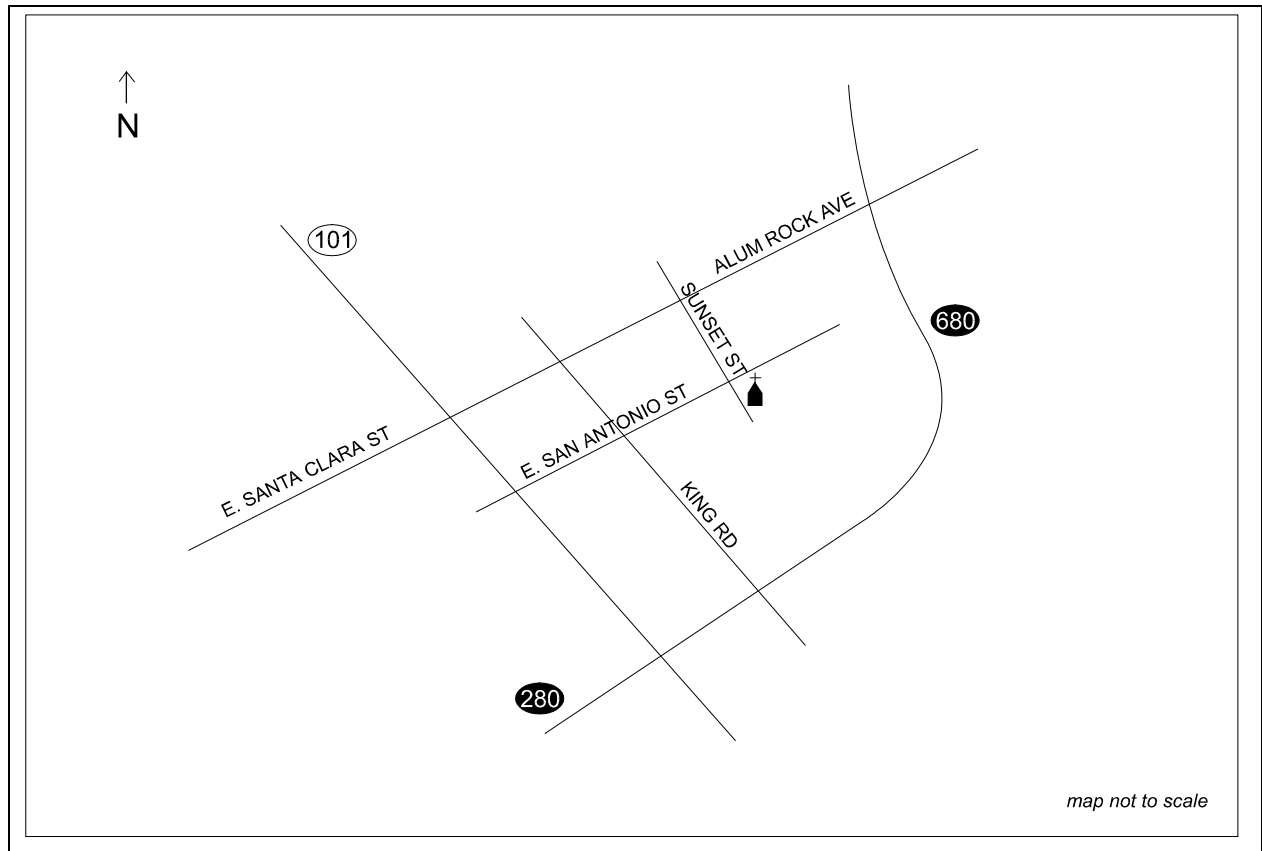 N
101
ALUM ROCK AVE
SUNSET ST
680
E. SANTA CLARA ST
E. SAN ANTONIO ST
KING RD
280
map not to scale